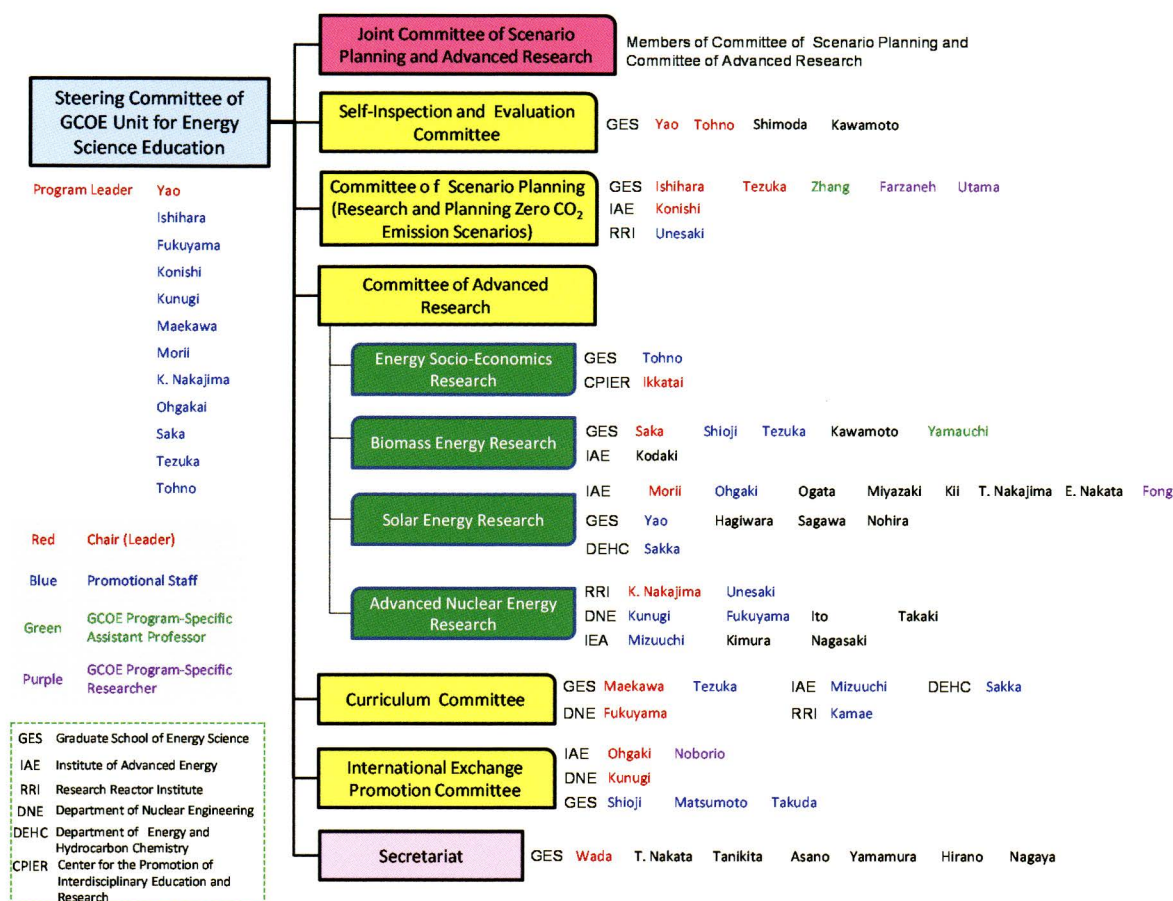 Joint Committee of Scenario
Planning and Advanced Research
Members of Committee of Scenario Planning and
Committee of Advanced Research
Steering Committee of
GCOE Unit for Energy
Science Education
Program Leader Yao
Ishihara
Fukuyama
Konishi
Kunugi
Maekawa
Morii
K. Nakajima
Ohgakai
Saka
Tezuka
Tohno
Self-Inspection and Evaluation
Committee
GES Yao Tohno Shimoda Kawamoto
Committee of Scenario Planning
(Research and Planning Zero CO₂
Emission Scenarios)
GES Ishihara Tezuka Zhang Farzaneh Utama
IAE Konishi
RRI Unesaki
Committee of Advanced
Research
Energy Socio-Economics
Research
GES Tohno
CPIER Ikkatai
Biomass Energy Research
GES Saka Shioji Tezuka Kawamoto Yamauchi
IAE Kodaki
Solar Energy Research
IAE Morii Ohgaki Ogata Miyazaki Kii T. Nakajima E. Nakata Fong
GES Yao Hagiwara Sagawa Nohira
DEHC Sakka
Advanced Nuclear Energy
Research
RRI K. Nakajima Unesaki
DNE Kunugi Fukuyama Ito Takaki
IEA Mizuuchi Kimura Nagasaki
Curriculum Committee
GES Maekawa Tezuka IAE Mizuuchi DEHC Sakka
DNE Fukuyama RRI Kamae
International Exchange
Promotion Committee
IAE Ohgaki Noborio
DNE Kunugi
GES Shioji Matsumoto Takuda
Secretariat
GES Wada T. Nakata Tanikita Asano Yamamura Hirano Nagaya
Red Chair (Leader)
Blue Promotional Staff
Green GCOE Program-Specific
Assistant Professor
Purple GCOE Program-Specific
Researcher
GES Graduate School of Energy Science
IAE Institute of Advanced Energy
RRI Research Reactor Institute
DNE Department of Nuclear Engineering
DEHC Department of Energy and
Hydrocarbon Chemistry
CPIER Center for the Promotion of
Interdisciplinary Education and
Research